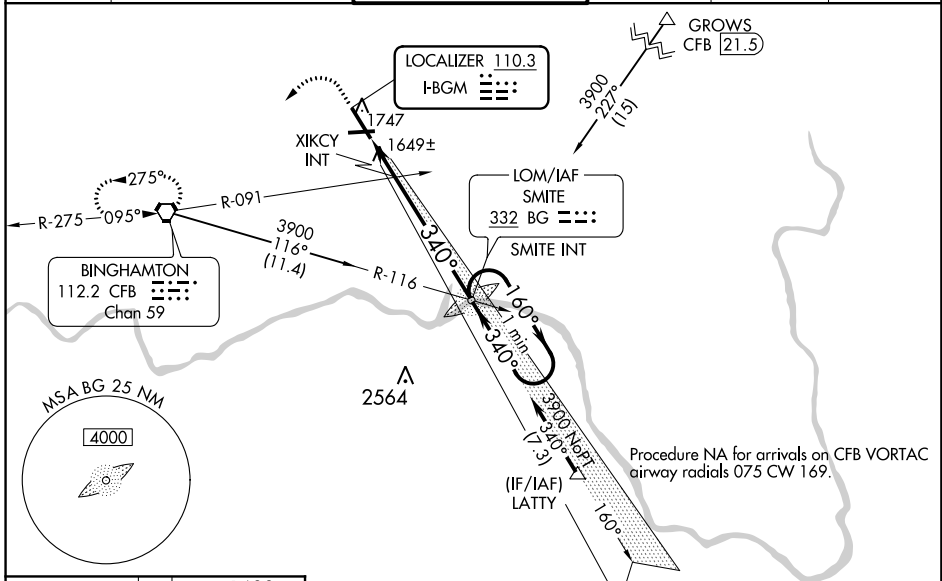 GROWS
CFB 21.5
LOCALIZER 110.3
I-BGM
3900
227°
(15)
1747
XIKCY
INT
1649±
LOM/IAF
SMITE
332 BG
SMITE INT
275°
R-091
R-275
095°
340°
3900
116°
(11.4)
R-116
BINGHAMTON
112.2 CFB
Chan 59
160°
1 min
340°
2564
MSA BG 25 NM
4000
3900 NoPT
340°
(7.3)
Procedure NA for arrivals on CFB VORTAC
airway radials 075 CW 169.
(IF/IAF)
LATTY
160°